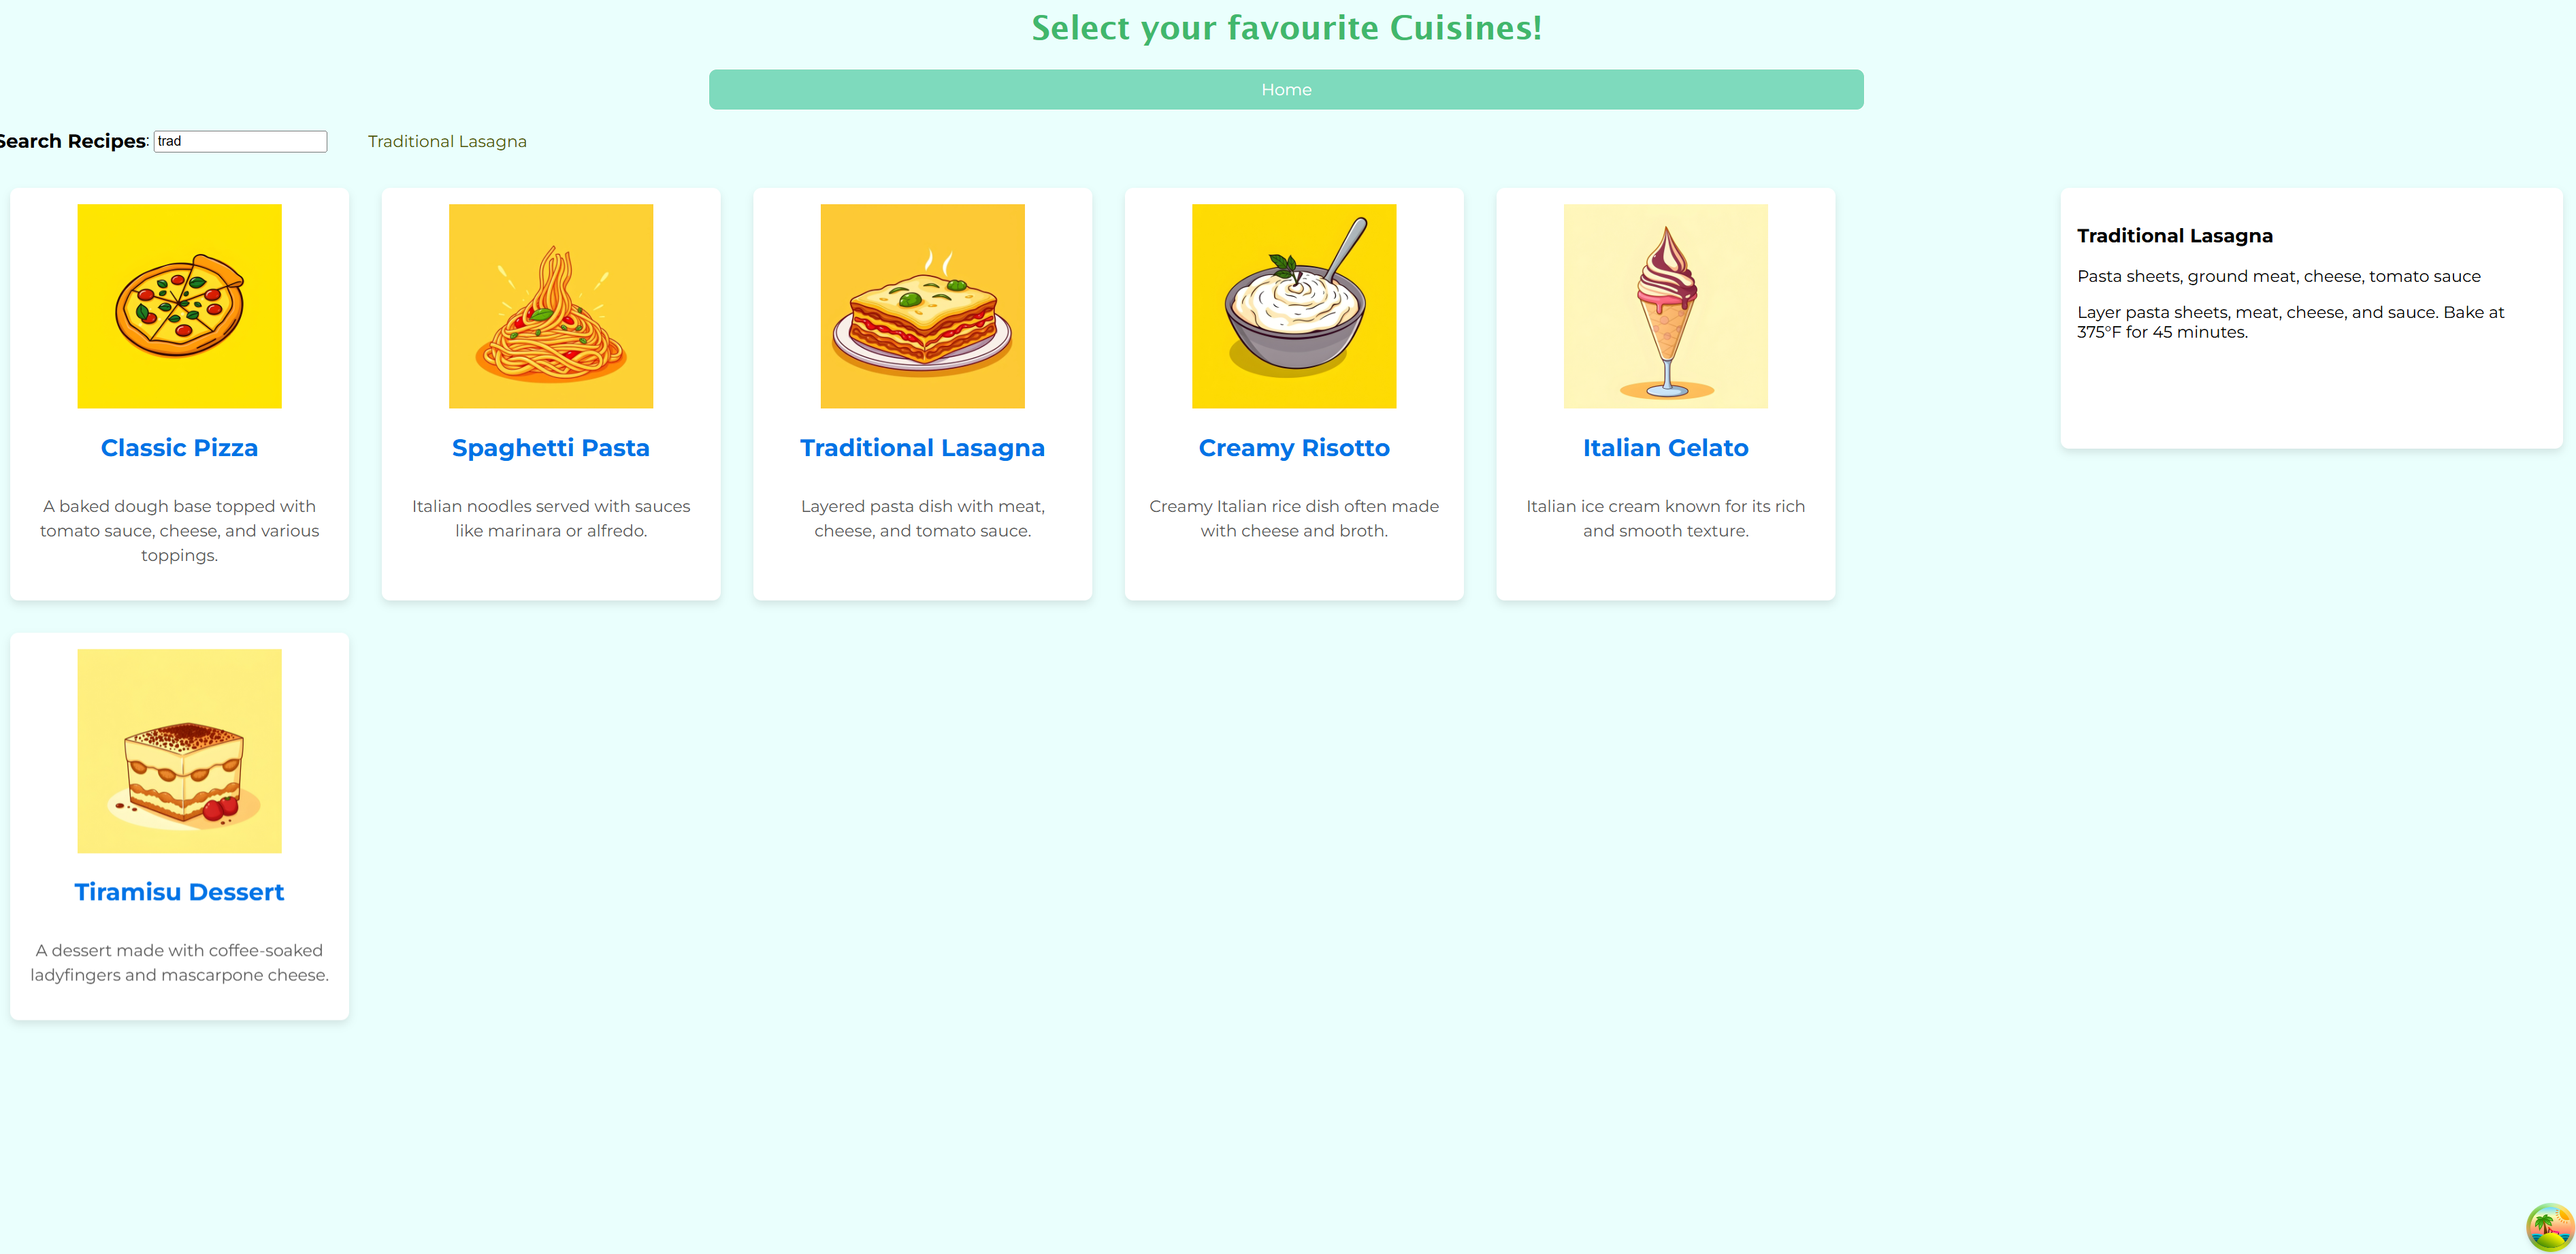 Select your favourite Cuisines!
Home
Search Recipes: trad
Traditional Lasagna
Classic Pizza
A baked dough base topped with
tomato sauce, cheese, and various
toppings.
Spaghetti Pasta
Italian noodles served with sauces
like marinara or alfredo.
Traditional Lasagna
Layered pasta dish with meat,
cheese, and tomato sauce.
Creamy Risotto
Creamy Italian rice dish often made
with cheese and broth.
Italian Gelato
Italian ice cream known for its rich
and smooth texture.
Traditional Lasagna
Pasta sheets, ground meat, cheese, tomato sauce
Layer pasta sheets, meat, cheese, and sauce. Bake at
375°F for 45 minutes.
Tiramisu Dessert
A dessert made with coffee-soaked
ladyfingers and mascarpone cheese.